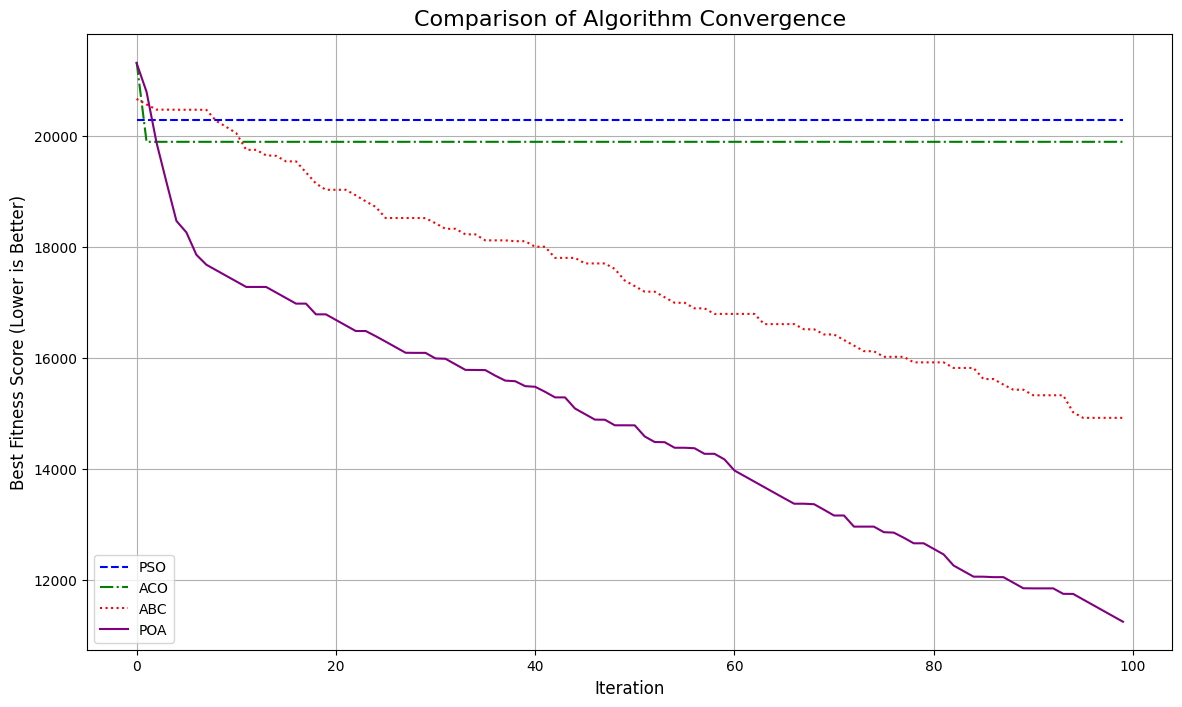 Comparison of Algorithm Convergence
Best Fitness Score (Lower is Better)
20000
18000
16000
14000
12000
PSO
ACO
ABC
POA
0
20
40
60
80
100
Iteration